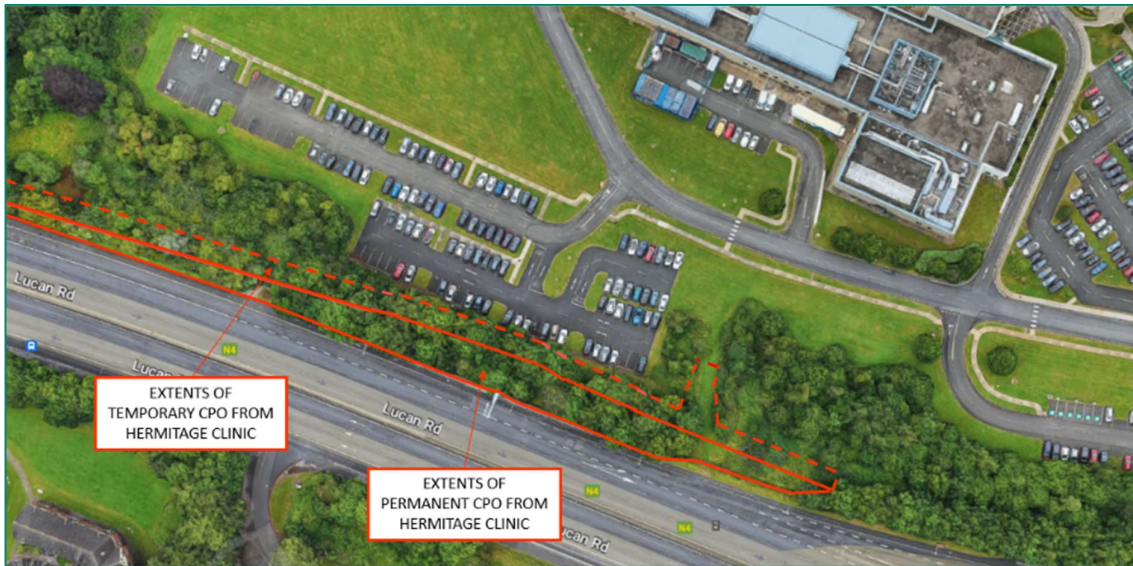 Lucan Rd
N4
Lucan
Lucan Rd
N4
Lucan Rd
N4
EXTENTS OF
TEMPORARY CPO FROM
HERMITAGE CLINIC
EXTENTS OF
PERMANENT CPO FROM
HERMITAGE CLINIC